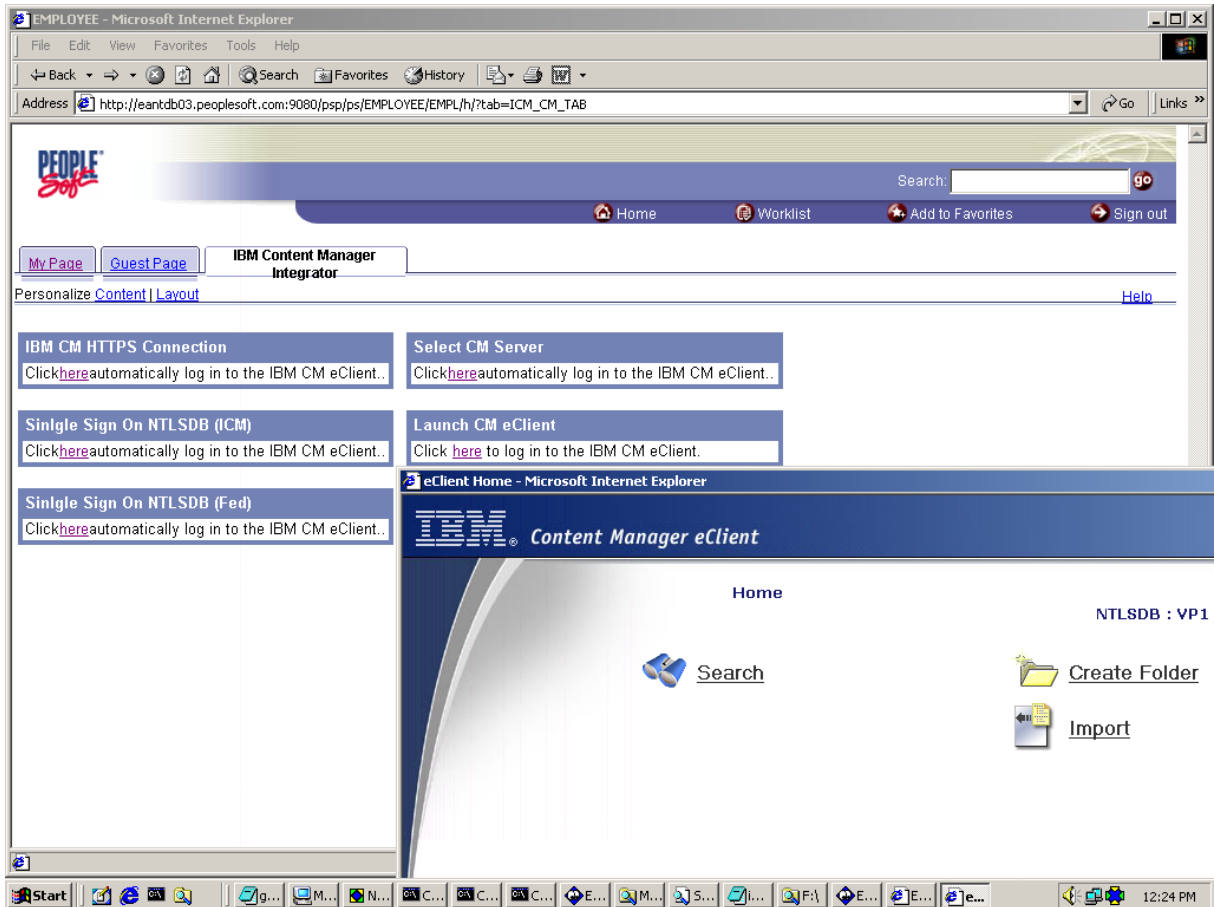 EMPLOYEE - Microsoft Internet Explorer
File Edit View Favorites Tools Help
Back Search Favorites History
Address http://eantdb03.peoplesoft.com:9080/psp/ps/EMPLOYEE/EMPL/h/?tab=ICM_CM_TAB Go Links »
PEOPLE Soft
Search: go
Home Worklist Add to Favorites Sign out
My Page Guest Page IBM Content Manager
Integrator
Personalize Content | Layout Help
IBM CM HTTPS Connection
Clickhereautomatically log in to the IBM CM eClient..
Select CM Server
Clickhereautomatically log in to the IBM CM eClient..
Sinlgle Sign On NTLSDB (ICM)
Clickhereautomatically log in to the IBM CM eClient..
Launch CM eClient
Click here to log in to the IBM CM eClient.
Sinlgle Sign On NTLSDB (Fed)
Clickhereautomatically log in to the IBM CM eClient..
eClient Home - Microsoft Internet Explorer
IBM® Content Manager eClient
Home
NTLSDB : VP1
Search
Create Folder
Import
Start g... M... N... C... C... C... E... M... S... i... F:\ E... E... e... 12:24 PM